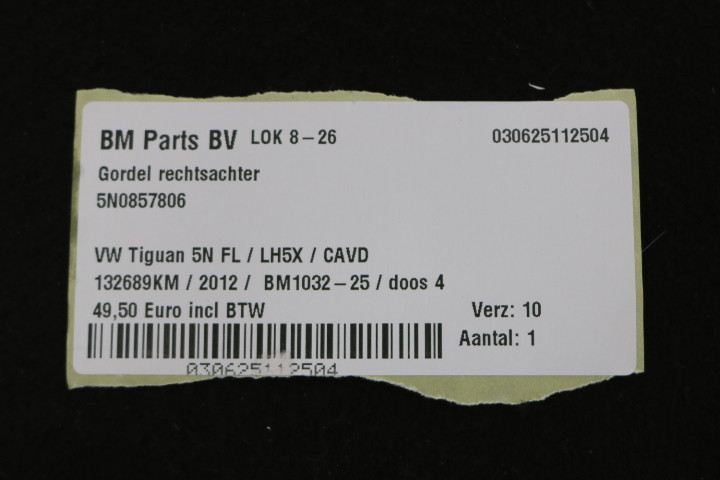 BM Parts BV LOK 8-26 030625112504
Gordel rechtsachter
5N0857806
VW Tiguan 5N FL / LH5X / CAVD
132689KM / 2012 / BM1032-25 / doos 4
49,50 Euro incl BTW Verz: 10
Aantal: 1
030625112504